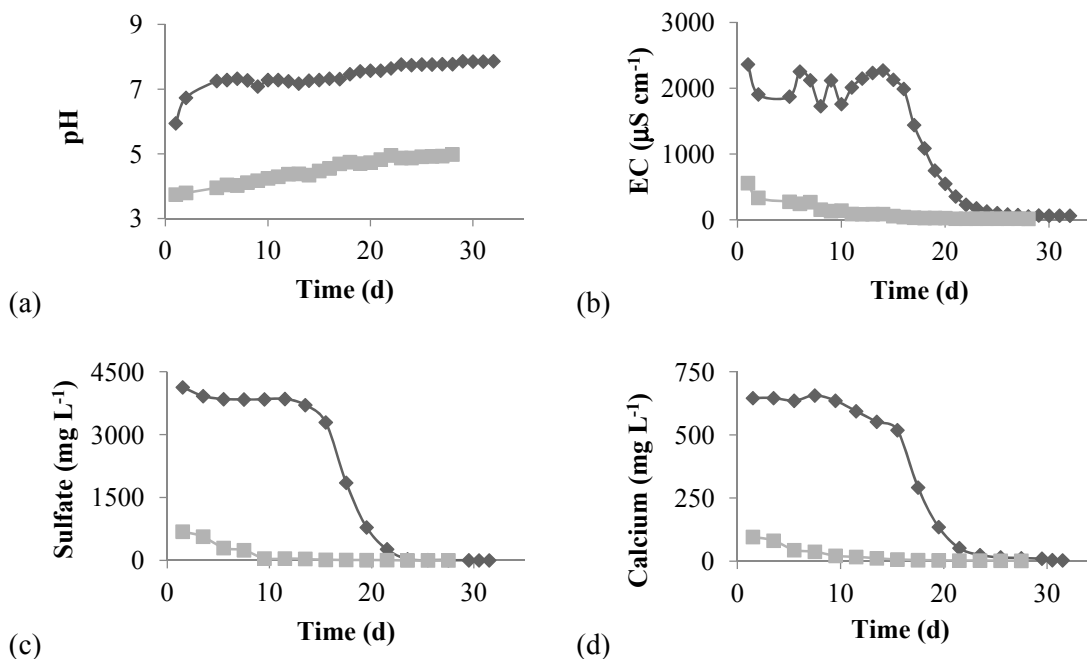 pH
9
7
5
3
0 10 20 30
Time (d)
(a)
EC (µS cm⁻¹)
3000
2000
1000
0
0 10 20 30
Time (d)
(b)
Sulfate (mg L⁻¹)
4500
3000
1500
0
0 10 20 30
Time (d)
(c)
Calcium (mg L⁻¹)
750
500
250
0
0 10 20 30
Time (d)
(d)